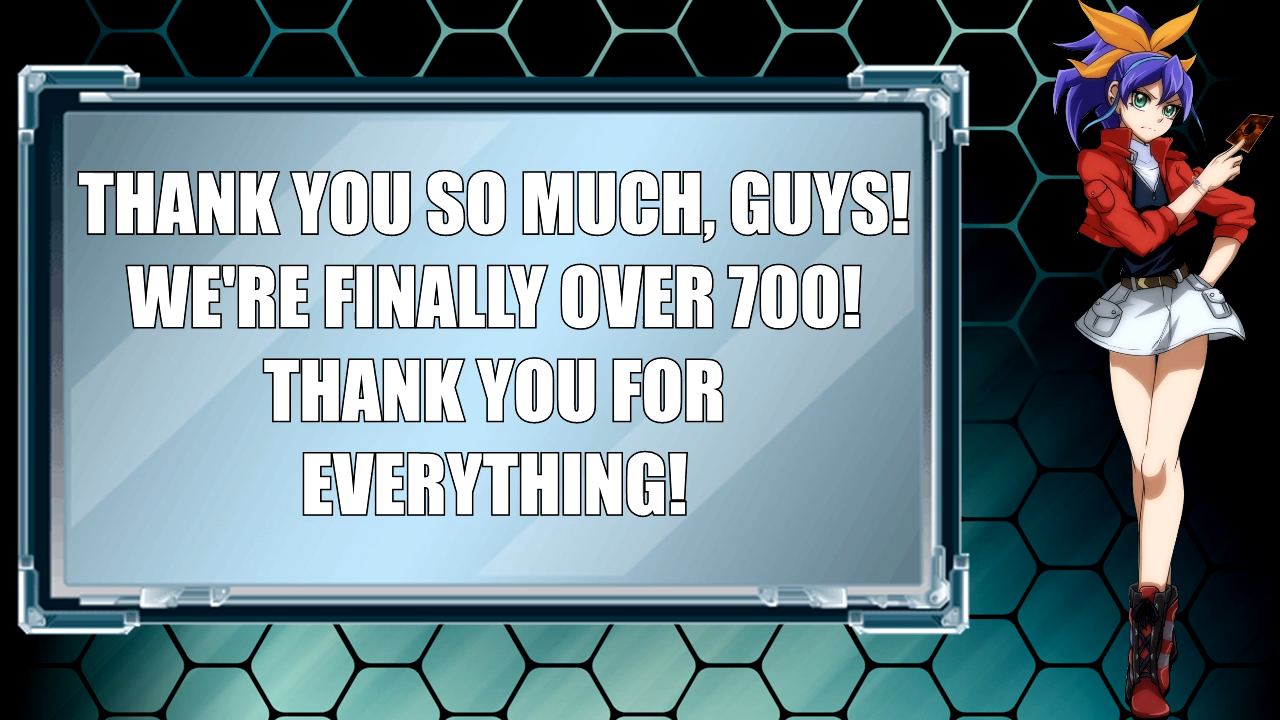 THANK YOU SO MUCH, GUYS!
WE'RE FINALLY OVER 700!
THANK YOU FOR
EVERYTHING!